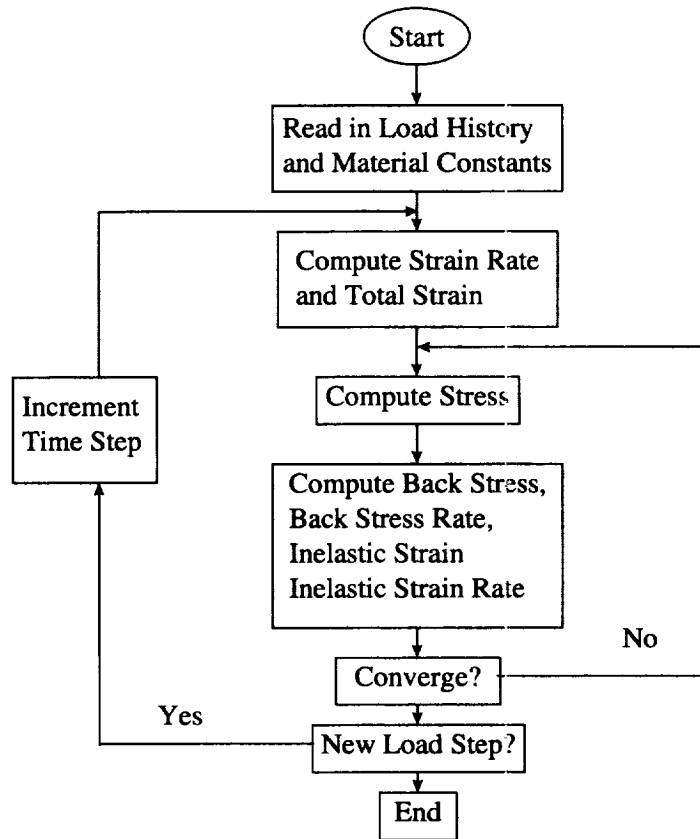 Start
Read in Load History
and Material Constants
Compute Strain Rate
and Total Strain
Increment
Time Step
Compute Stress
Compute Back Stress,
Back Stress Rate,
Inelastic Strain
Inelastic Strain Rate
No
Converge?
Yes
New Load Step?
End